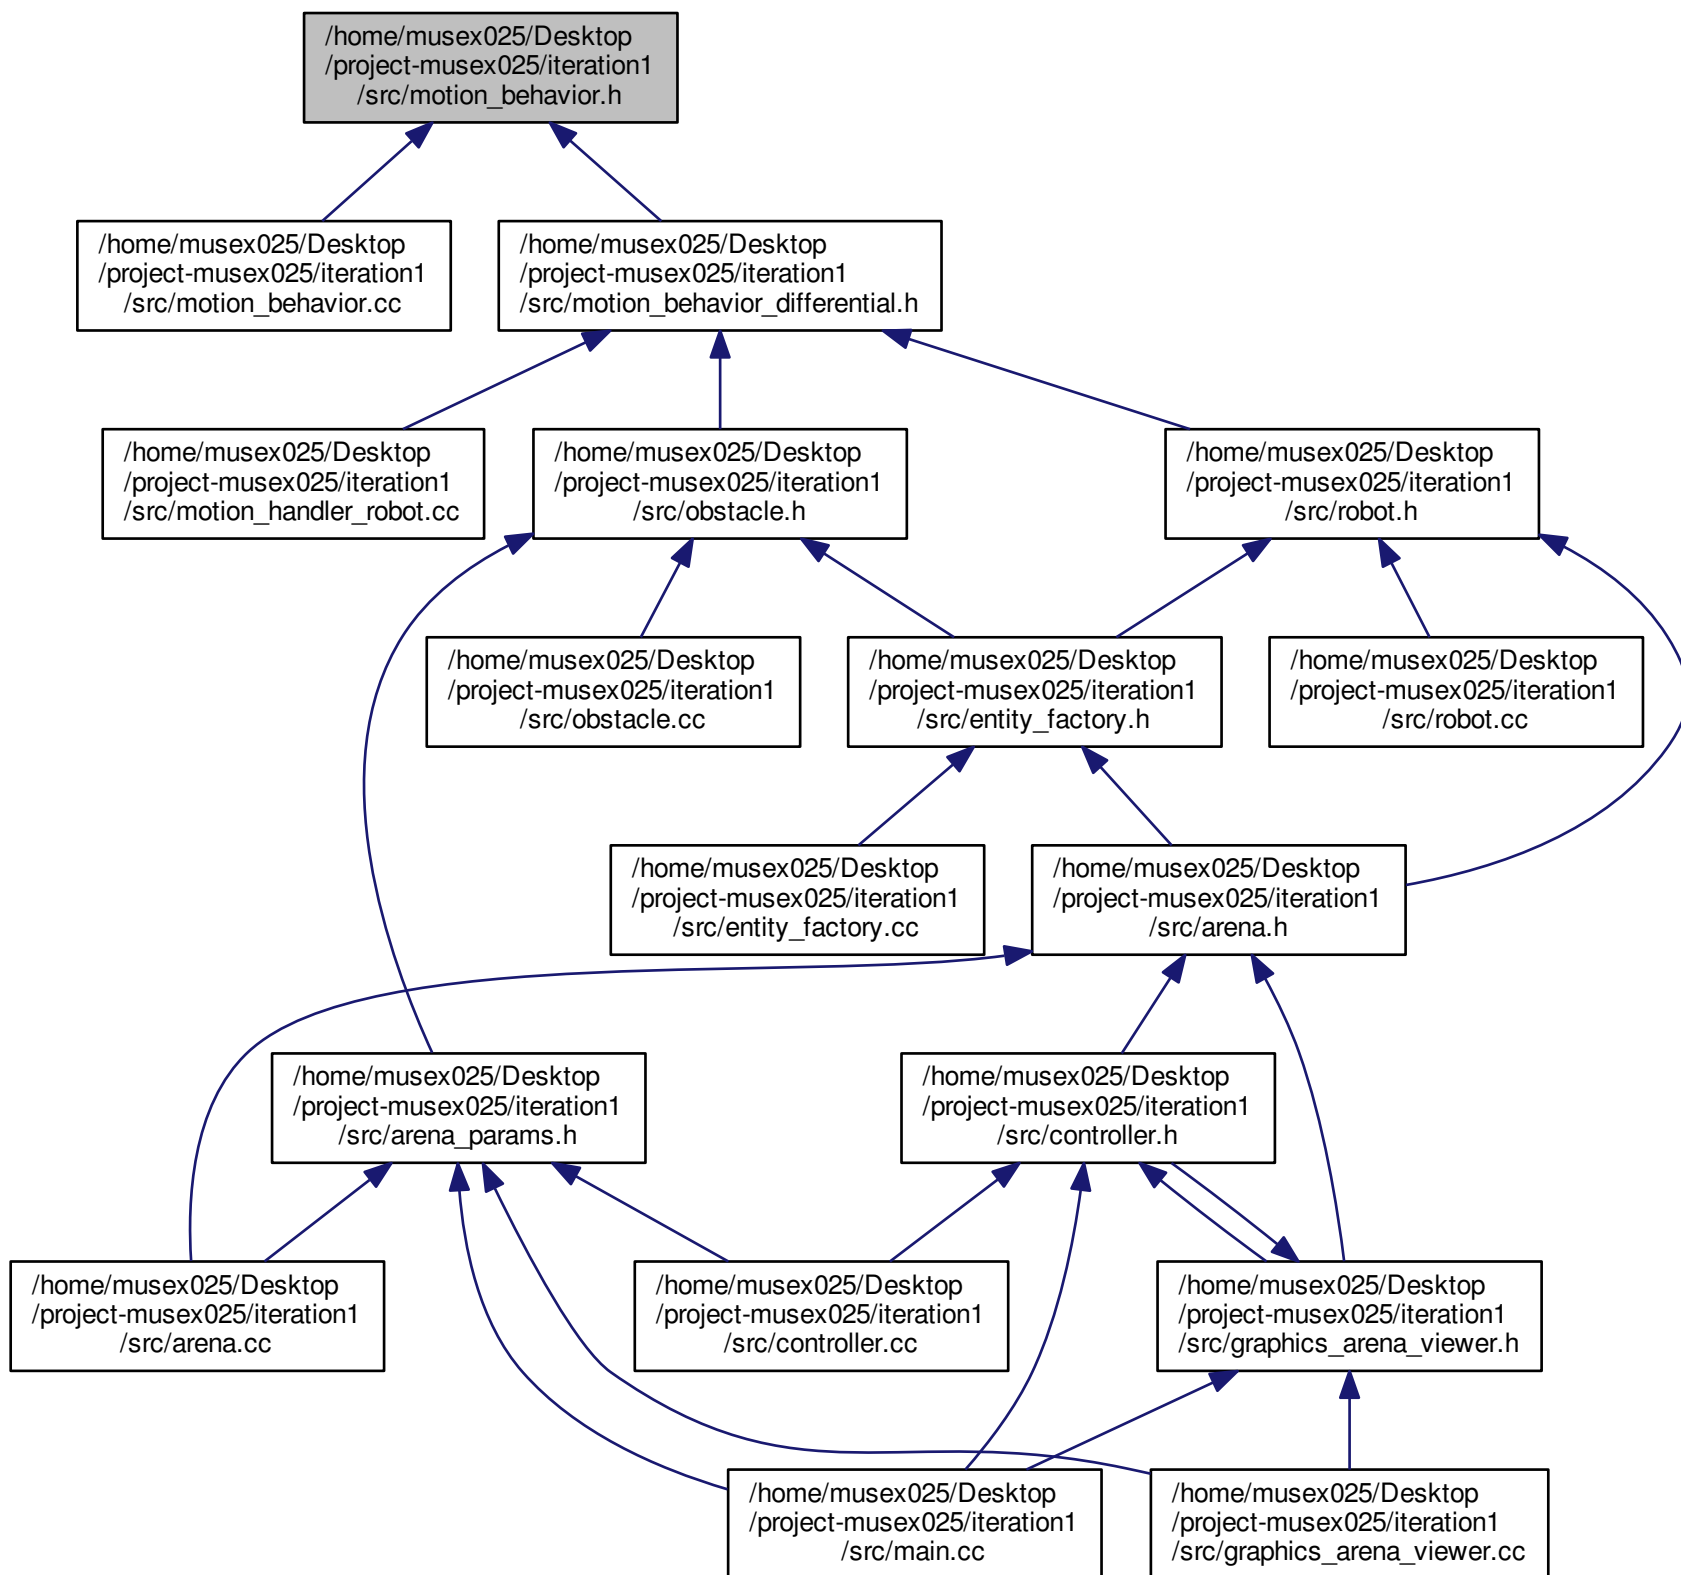 /home/musex025/Desktop
/project-musex025/iteration1
/src/motion_behavior.h
/home/musex025/Desktop
/project-musex025/iteration1
/src/motion_behavior.cc
/home/musex025/Desktop
/project-musex025/iteration1
/src/motion_behavior_differential.h
/home/musex025/Desktop
/project-musex025/iteration1
/src/motion_handler_robot.cc
/home/musex025/Desktop
/project-musex025/iteration1
/src/obstacle.h
/home/musex025/Desktop
/project-musex025/iteration1
/src/robot.h
/home/musex025/Desktop
/project-musex025/iteration1
/src/obstacle.cc
/home/musex025/Desktop
/project-musex025/iteration1
/src/entity_factory.h
/home/musex025/Desktop
/project-musex025/iteration1
/src/robot.cc
/home/musex025/Desktop
/project-musex025/iteration1
/src/entity_factory.cc
/home/musex025/Desktop
/project-musex025/iteration1
/src/arena.h
/home/musex025/Desktop
/project-musex025/iteration1
/src/arena_params.h
/home/musex025/Desktop
/project-musex025/iteration1
/src/controller.h
/home/musex025/Desktop
/project-musex025/iteration1
/src/arena.cc
/home/musex025/Desktop
/project-musex025/iteration1
/src/controller.cc
/home/musex025/Desktop
/project-musex025/iteration1
/src/graphics_arena_viewer.h
/home/musex025/Desktop
/project-musex025/iteration1
/src/main.cc
/home/musex025/Desktop
/project-musex025/iteration1
/src/graphics_arena_viewer.cc